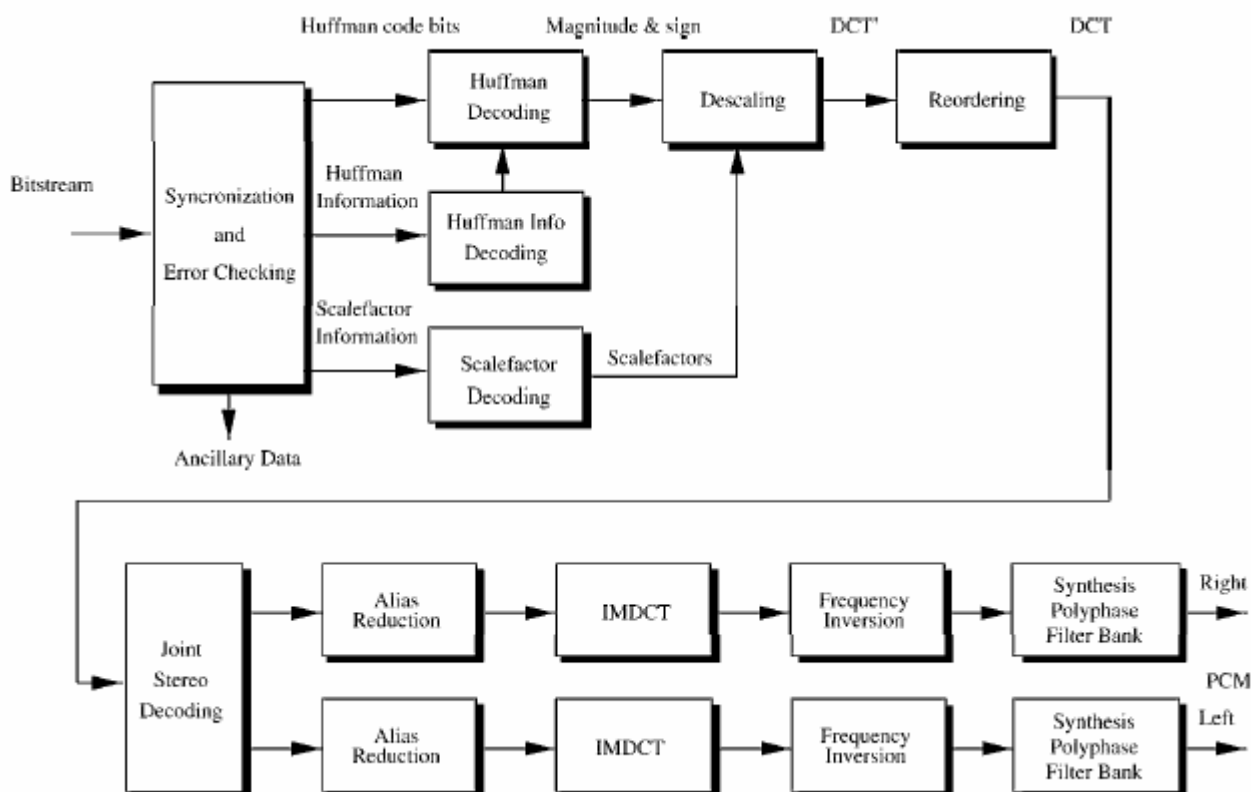 Huffman code bits
Magnitude & sign
DCT'
DCT
Huffman
Decoding
Descaling
Reordering
Bitstream
Syncronization
and
Error Checking
Huffman
Information
Huffman Info
Decoding
Scalefactor
Information
Scalefactor
Decoding
Scalefactors
Ancillary Data
Joint
Stereo
Decoding
Alias
Reduction
IMDCT
Frequency
Inversion
Synthesis
Polyphase
Filter Bank
Right
PCM
Left
Alias
Reduction
IMDCT
Frequency
Inversion
Synthesis
Polyphase
Filter Bank